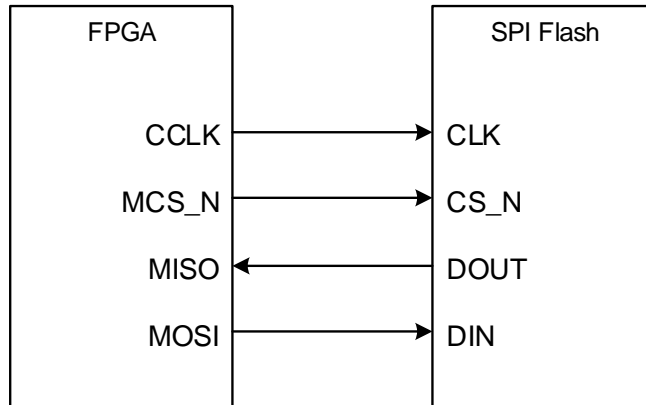 FPGA SPI Flash
CCLK CLK
MCS_N CS_N
MISO DOUT
MOSI DIN